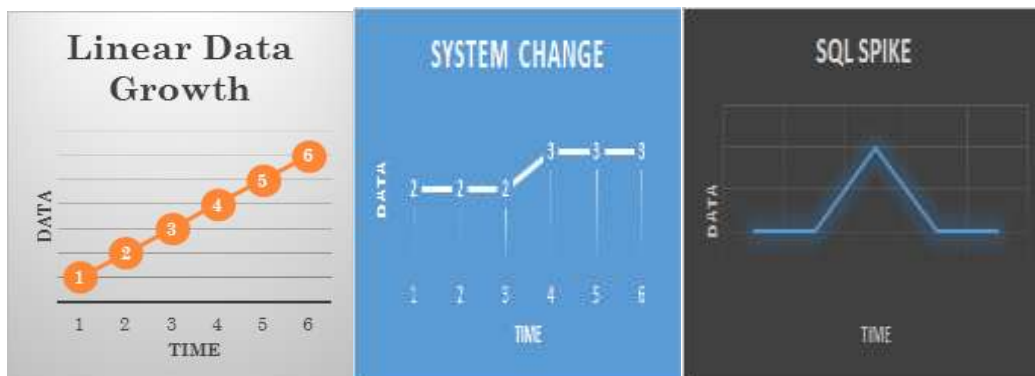 Linear Data
Growth
DATA
6
5
4
3
2
1
1 2 3 4 5 6
TIME
SYSTEM CHANGE
DATA
2 2 2 3 3 3
1 2 3 4 5 6
TIME
SQL SPIKE
DATA
TIME